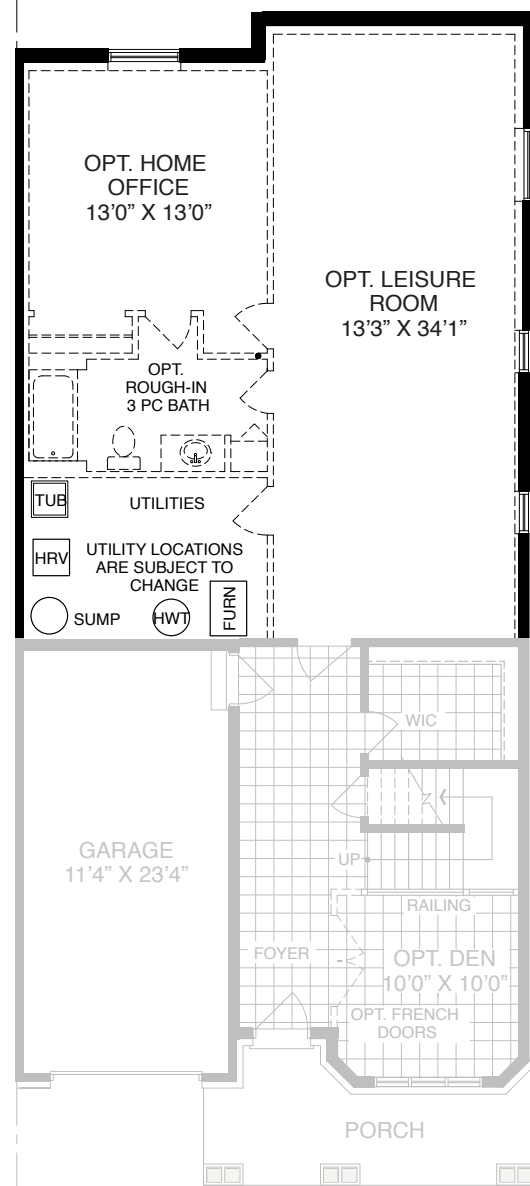 OPT. HOME
OFFICE
13’0” X 13’0”
OPT. LEISURE
ROOM
13’3” X 34’1”
OPT.
ROUGH-IN
3 PC BATH
TUB
UTILITIES
HRV
UTILITY LOCATIONS
ARE SUBJECT TO
CHANGE
SUMP
HWT
FURN
WIC
GARAGE
11’4” X 23’4”
UP
RAILING
FOYER
OPT. DEN
10’0” X 10’0”
OPT. FRENCH
DOORS
PORCH